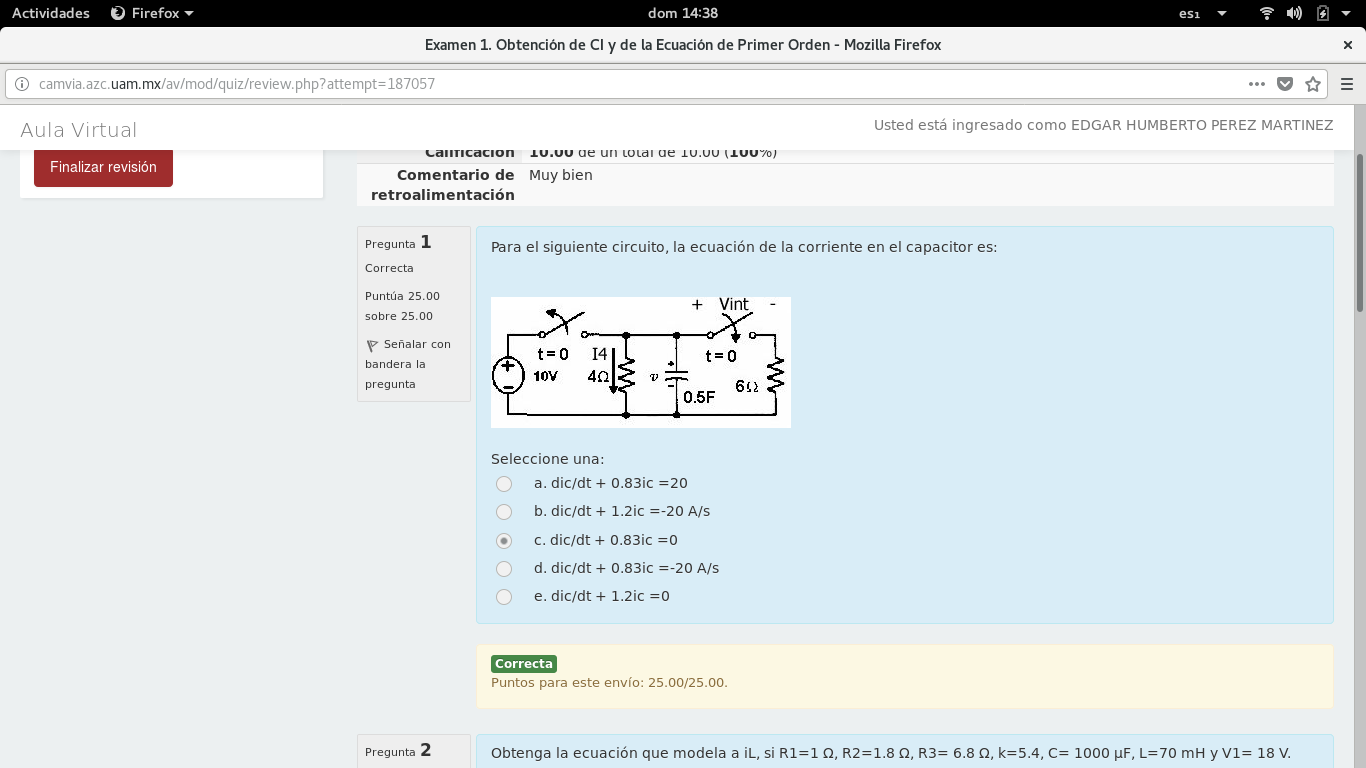 Actividades Firefox dom 14:38 es₁
Examen 1. Obtención de CI y de la Ecuación de Primer Orden - Mozilla Firefox ×
camvia.azc.uam.mx/av/mod/quiz/review.php?attempt=187057
Aula Virtual Usted está ingresado como EDGAR HUMBERTO PEREZ MARTINEZ
Finalizar revisión
Calificación 10.00 de un total de 10.00 (100%)
Comentario de retroalimentación Muy bien
Pregunta 1
Correcta
Puntúa 25.00
sobre 25.00
Señalar con
bandera la
pregunta
Para el siguiente circuito, la ecuación de la corriente en el capacitor es:
+ Vint -
t=0 I4 t=0
10V 4Ω v 6Ω
0.5F
Seleccione una:
a. dic/dt + 0.83ic =20
b. dic/dt + 1.2ic =-20 A/s
c. dic/dt + 0.83ic =0
d. dic/dt + 0.83ic =-20 A/s
e. dic/dt + 1.2ic =0
Correcta
Puntos para este envío: 25.00/25.00.
Pregunta 2
Obtenga la ecuación que modela a iL, si R1=1 Ω, R2=1.8 Ω, R3= 6.8 Ω, k=5.4, C= 1000 µF, L=70 mH y V1= 18 V.